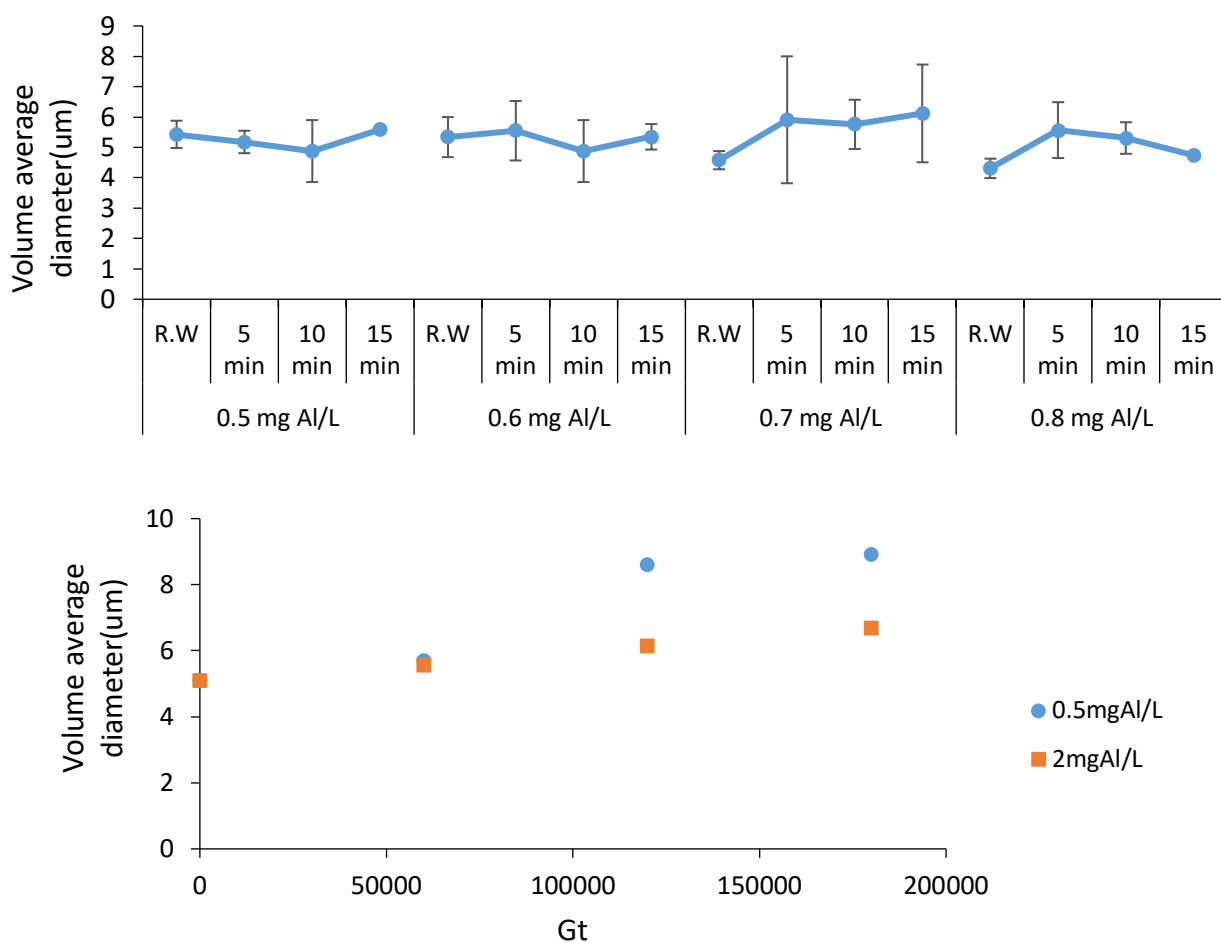 Volume average
diameter(um)
9
8
7
6
5
4
3
2
1
0
R.W 5 10 15 R.W 5 10 15 R.W 5 10 15 R.W 5 10 15
min min min min min min min min min min min min
0.5 mg Al/L 0.6 mg Al/L 0.7 mg Al/L 0.8 mg Al/L
Volume average
diameter(um)
10
8
6
4
2
0
0 50000 100000 150000 200000
Gt
0.5mgAl/L
2mgAl/L